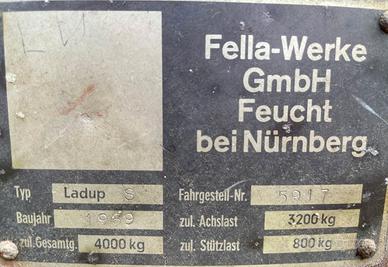 Fella-Werke
GmbH
Feucht
bei Nürnberg
Typ Ladup S Fahrgestell-Nr. 5917
Baujahr 1969 zul. Achslast 3200 kg
zul. Gesamtg. 4000 kg zul. Stützlast 800 kg